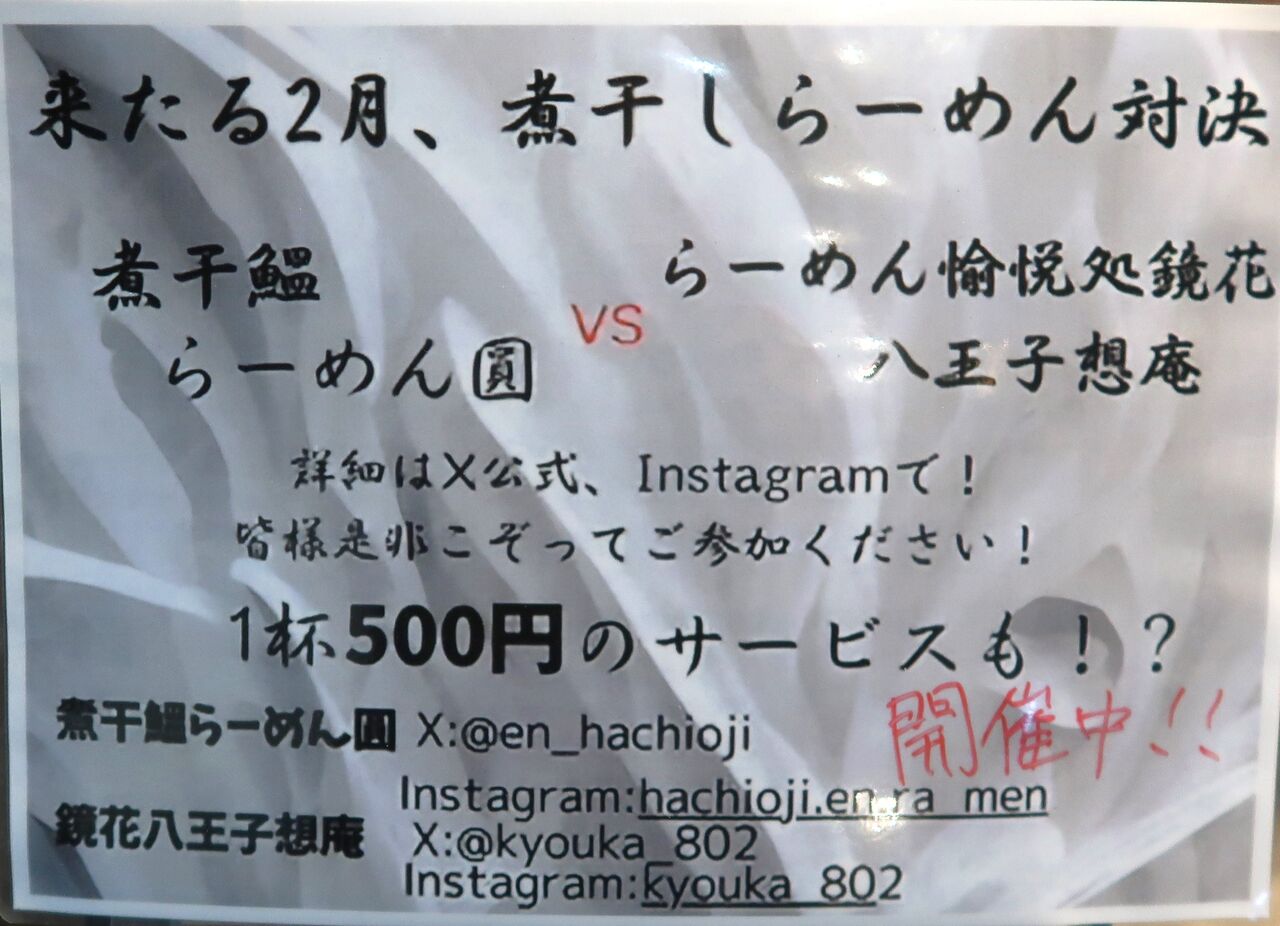 来たる2月、煮干しらーめん対決
煮干鰮
らーめん圓
VS
らーめん愉悦処鏡花
八王子想庵
詳細はX公式、Instagramで！
皆様是非こぞってご参加ください！
1杯500円のサービスも！？
開催中!!
煮干鰮らーめん圓 X:@en_hachioji
Instagram:hachioji.en.ra_men
鏡花八王子想庵 X:@kyouka_802
Instagram:kyouka_802